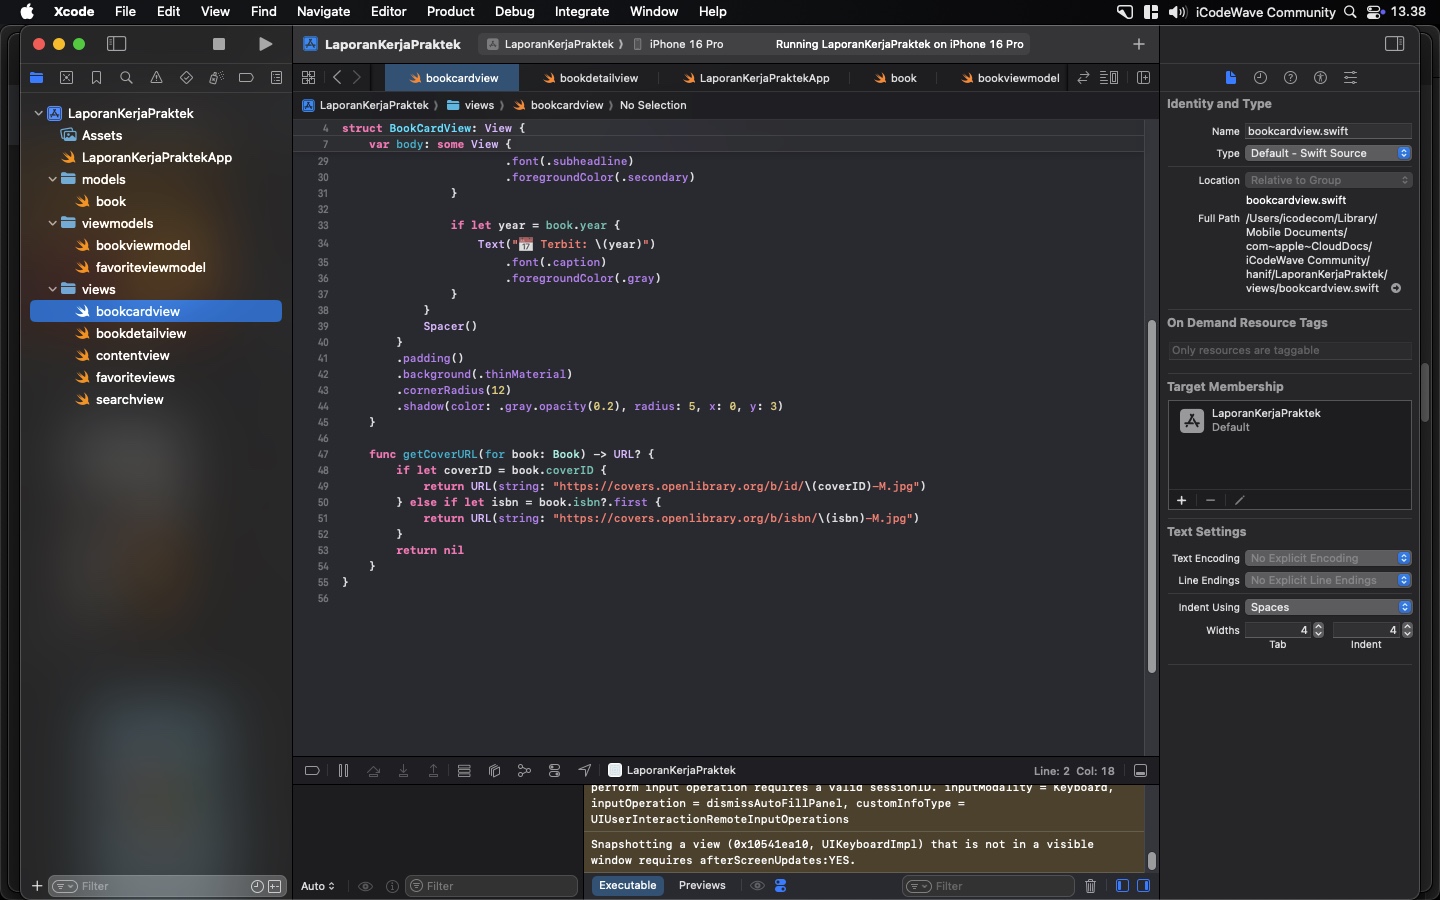 Xcode File Edit View Find Navigate Editor Product Debug Integrate Window Help iCodeWave Community 13.38
LaporanKerjaPraktek LaporanKerjaPraktek ⟩ iPhone 16 Pro Running LaporanKerjaPraktek on iPhone 16 Pro
bookcardview bookdetailview LaporanKerjaPraktekApp book bookviewmodel
LaporanKerjaPraktek ⟩ views ⟩ bookcardview ⟩ No Selection
LaporanKerjaPraktek
Assets
LaporanKerjaPraktekApp
models
book
viewmodels
bookviewmodel
favoriteviewmodel
views
bookcardview
bookdetailview
contentview
favoriteviews
searchview
Filter
4 struct BookCardView: View {
7     var body: some View {
29                         .font(.subheadline)
30                         .foregroundColor(.secondary)
31                 }
32
33                 if let year = book.year {
34                     Text("📅 Terbit: \(year)")
35                         .font(.caption)
36                         .foregroundColor(.gray)
37                 }
38             }
39             Spacer()
40         }
41         .padding()
42         .background(.thinMaterial)
43         .cornerRadius(12)
44         .shadow(color: .gray.opacity(0.2), radius: 5, x: 0, y: 3)
45     }
46
47     func getCoverURL(for book: Book) -> URL? {
48         if let coverID = book.coverID {
49             return URL(string: "https://covers.openlibrary.org/b/id/\(coverID)-M.jpg")
50         } else if let isbn = book.isbn?.first {
51             return URL(string: "https://covers.openlibrary.org/b/isbn/\(isbn)-M.jpg")
52         }
53         return nil
54     }
55 }
56
LaporanKerjaPraktek Line: 2 Col: 18
perform input operation requires a valid sessionID. inputModality = Keyboard,
inputOperation = dismissAutoFillPanel, customInfoType =
UIUserInteractionRemoteInputOperations
Snapshotting a view (0x10541ea10, UIKeyboardImpl) that is not in a visible
window requires afterScreenUpdates:YES.
Auto Filter Executable Previews Filter
Identity and Type
Name bookcardview.swift
Type Default - Swift Source
Location Relative to Group
bookcardview.swift
Full Path /Users/icodecom/Library/
Mobile Documents/
com~apple~CloudDocs/
iCodeWave Community/
hanif/LaporanKerjaPraktek/
views/bookcardview.swift
On Demand Resource Tags
Only resources are taggable
Target Membership
LaporanKerjaPraktek
Default
Text Settings
Text Encoding No Explicit Encoding
Line Endings No Explicit Line Endings
Indent Using Spaces
Widths 4 4
Tab Indent